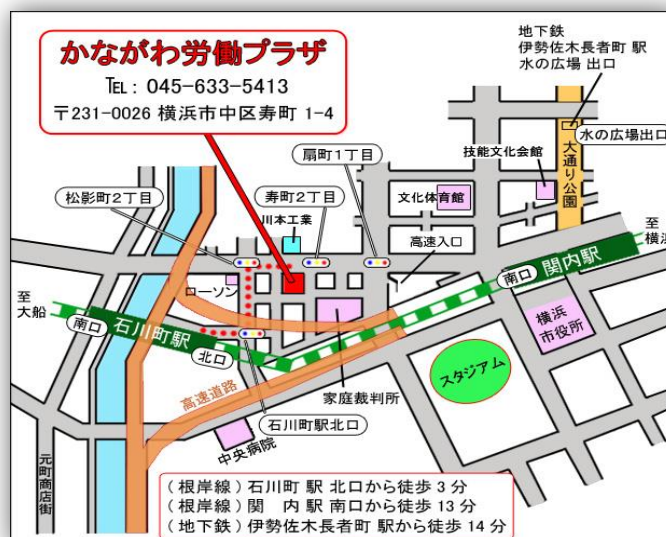 かながわ労働プラザ
TEL: 045-633-5413
〒231-0026 横浜市中区寿町 1-4
地下鉄
伊勢佐木長者町 駅
水の広場 出口
水の広場出口
大通り公園
技能文化会館
文化体育館
扇町1丁目
寿町2丁目
松影町2丁目
川本工業
高速入口
至
横浜
関内駅
南口
ローソン
至
大船
南口
石川町駅
北口
横浜
市役所
スタジアム
家庭裁判所
高速道路
石川町駅北口
中央病院
元町商店街
(根岸線) 石川町 駅 北口から徒歩 3 分
(根岸線) 関 内 駅 南口から徒歩 13 分
(地下鉄) 伊勢佐木長者町 駅から徒歩 14 分